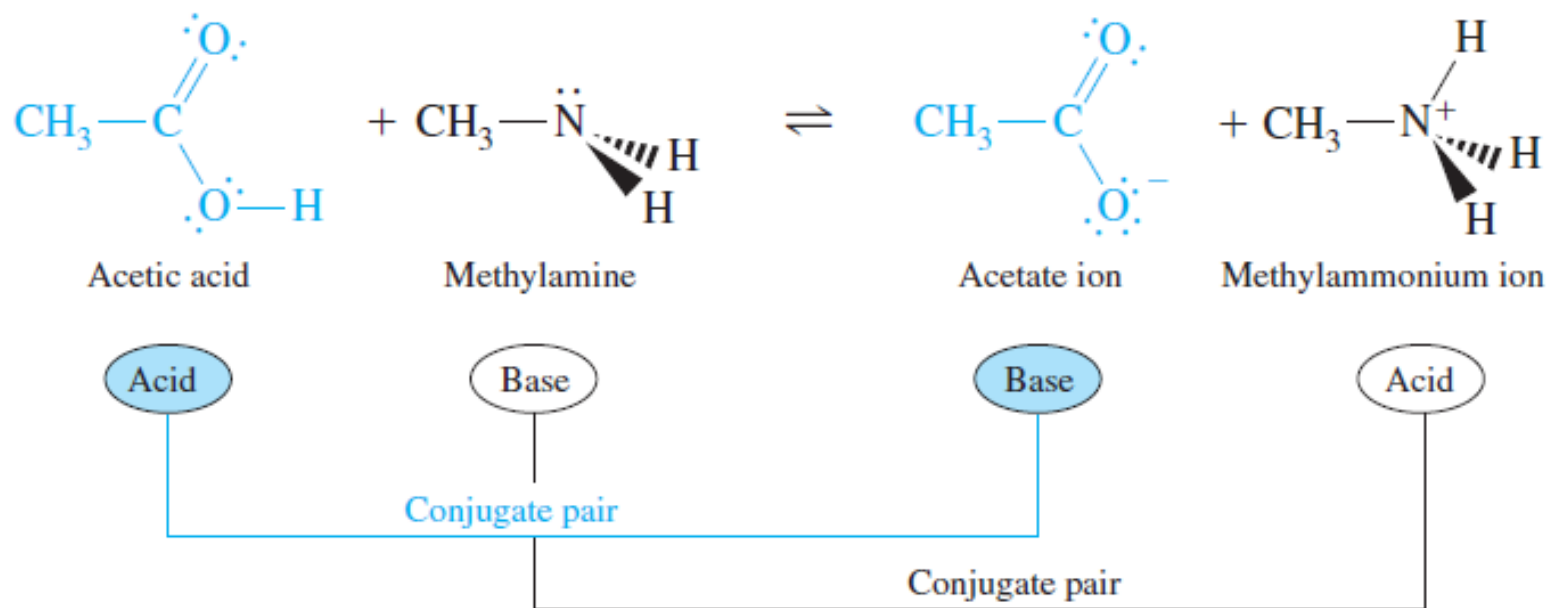 O O H
CH₃—C + CH₃—N ⇌ CH₃—C + CH₃—N⁺
O—H H H O⁻ H H
Acetic acid Methylamine Acetate ion Methylammonium ion
Acid Base Base Acid
Conjugate pair
Conjugate pair